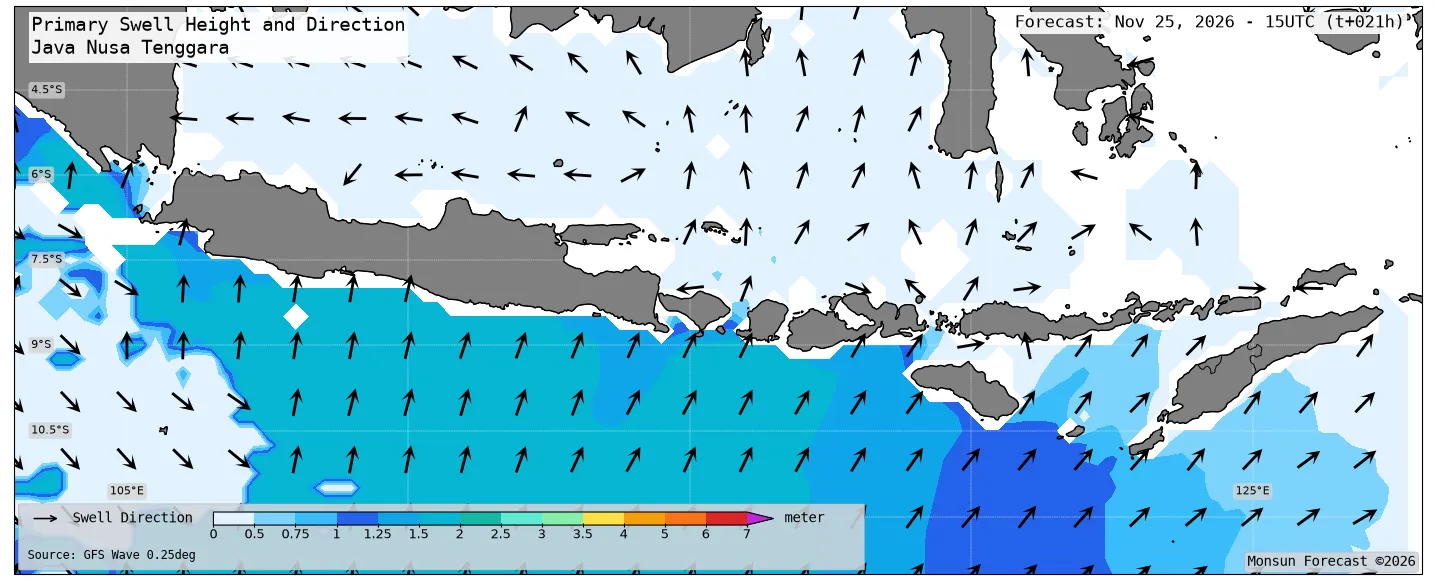 Primary Swell Height and Direction
Java Nusa Tenggara
Forecast: Nov 25, 2026 - 15UTC (t+021h)
4.5°S
6°S
7.5°S
9°S
10.5°S
105°E
125°E
Swell Direction
0 0.5 0.75 1 1.25 1.5 2 2.5 3 3.5 4 5 6 7
meter
Source: GFS Wave 0.25deg
Monsun Forecast ©2026